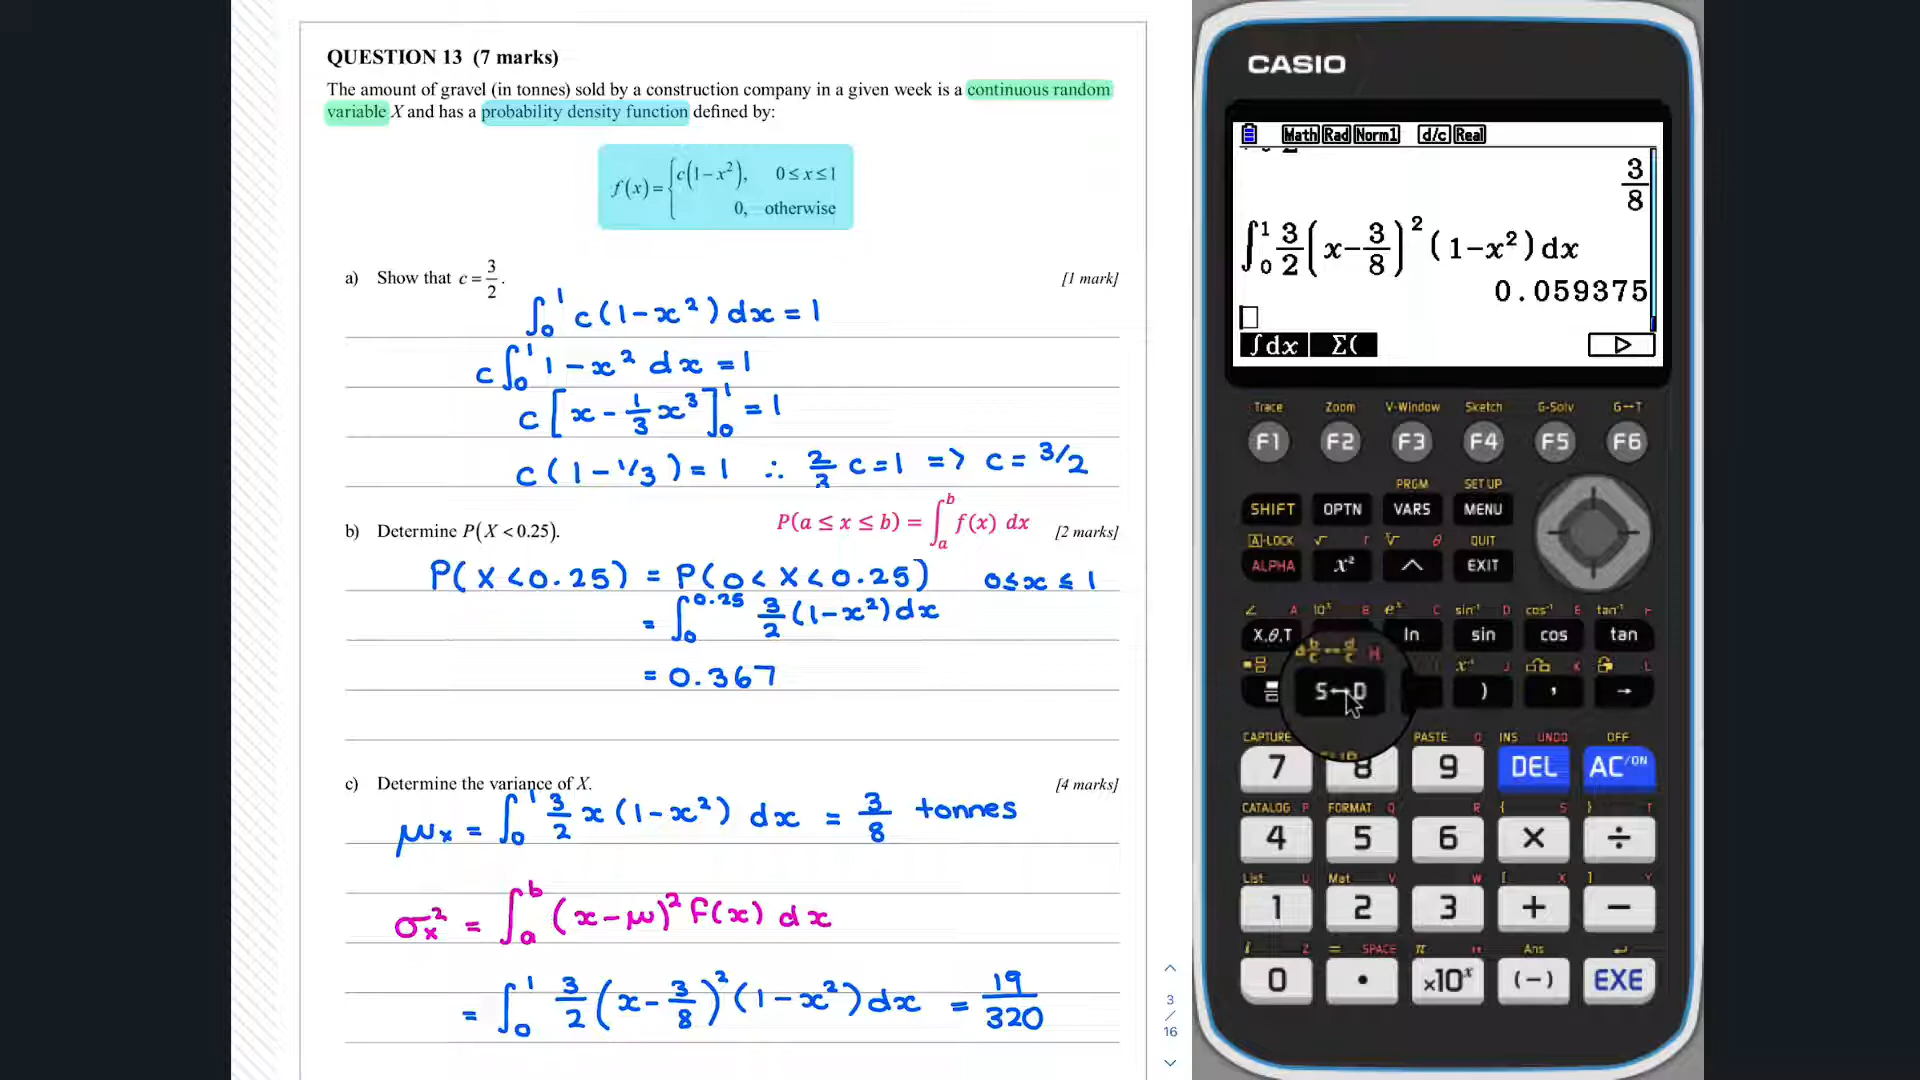 QUESTION 13 (7 marks)
The amount of gravel (in tonnes) sold by a construction company in a given week is a continuous random
variable X and has a probability density function defined by:
f(x) = { c(1−x²), 0 ≤ x ≤ 1
0, otherwise
a) Show that c = 3/2. [1 mark]
∫₀¹ c(1−x²)dx = 1
c∫₀¹ 1−x² dx = 1
c[x − 1/3 x³]₀¹ = 1
c(1−1/3) = 1 ∴ 2/3 c = 1 => c = 3/2
P(a ≤ x ≤ b) = ∫ₐᵇ f(x) dx
b) Determine P(X < 0.25). [2 marks]
P(X<0.25) = P(0<X<0.25) 0≤x≤1
= ∫₀^0.25 3/2 (1−x²)dx
= 0.367
c) Determine the variance of X. [4 marks]
μₓ = ∫₀¹ 3/2 x(1−x²) dx = 3/8 tonnes
σₓ² = ∫ₐᵇ (x−μ)² f(x) dx
= ∫₀¹ 3/2 (x−3/8)² (1−x²)dx = 19/320
3
/
16
CASIO
Math Rad Norm1 d/c Real
3/8
∫₀¹ 3/2 (x−3/8)² (1−x²)dx
0.059375
∫dx Σ(
Trace Zoom V-Window Sketch G-Solv G↔T
F1 F2 F3 F4 F5 F6
PRGM SET UP
SHIFT OPTN VARS MENU
A-LOCK √ r ˣ√ θ QUIT
ALPHA x² ^ EXIT
∠ A 10ˣ B eˣ C sin⁻¹ D cos⁻¹ E tan⁻¹ F
X,θ,T ln sin cos tan
a b/c ↔ d/c H x⁻¹ J K L
S↔D ) , →
CAPTURE PASTE O INS UNDO OFF
7 8 9 DEL AC/ON
CATALOG P FORMAT Q R { S } T
4 5 6 × ÷
List U Mat V W [ X ] Y
1 2 3 + −
i Z = SPACE π Ans
0 . ×10ˣ (−) EXE